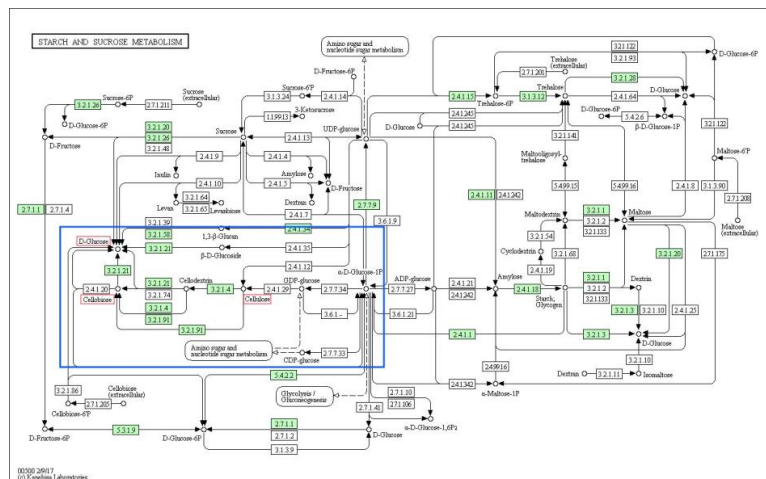 STARCH AND SUCROSE METABOLISM
Amino sugar and
nucleotide sugar metabolism
D-Fructose-6P
Sucrose-6P
3.2.1.26
2.7.1.211
Sucrose
(extracellular)
D-Glucose-6P
D-Fructose
Sucrose-6P
3.1.3.24
2.4.1.14
3-Ketosucrose
1.1.99.13
UDP-glucose
Sucrose
2.4.1.13
3.2.1.20
3.2.1.26
3.2.1.48
2.4.1.9
Inulin
2.4.1.4
Amylose
2.4.1.10
Levan
3.2.1.64
3.2.1.65
Levanbiose
2.4.1.5
Dextran
D-Fructose
2.4.1.7
2.7.1.1
2.7.1.4
2.7.7.9
3.6.1.9
2.4.1.15
Trehalose-6P
3.1.3.12
Trehalose
2.7.1.201
Trehalose
(extracellular)
3.2.1.122
3.2.1.93
D-Glucose-6P
3.2.1.28
D-Glucose
2.4.1.64
D-Glucose-6P
5.4.2.6
β-D-Glucose-1P
3.2.1.122
D-Glucose
2.4.1.245
2.4.1.245
3.2.1.141
Maltooligosyl-
trehalose
5.4.99.15
5.4.99.16
2.4.1.8
3.1.3.90
Maltose-6P
2.7.1.208
Maltose
(extracellular)
2.4.1.11
2.4.1.242
Maltodextrin
3.2.1.1
3.2.1.2
3.2.1.133
Maltose
3.2.1.54
Cyclodextrin
2.4.1.19
3.2.1.68
3.2.1.20
2.7.1.175
3.2.1.39
3.2.1.58
1,3-β-Glucan
2.4.1.34
D-Glucose
3.2.1.21
β-D-Glucoside
2.4.1.35
α-D-Glucose-1P
3.2.1.21
2.4.1.12
2.4.1.20
Cellobiose
3.2.1.21
3.2.1.74
3.2.1.4
3.2.1.91
Cellodextrin
3.2.1.4
Cellulose
2.4.1.29
GDP-glucose
2.7.7.34
3.6.1.-
3.2.1.91
Amino sugar and
nucleotide sugar metabolism
CDP-glucose
2.7.7.33
2.7.7.27
ADP-glucose
2.4.1.21
2.4.1.242
3.6.1.21
Amylose
2.4.1.18
Starch;
Glycogen
3.2.1.1
3.2.1.2
3.2.1.133
Dextrin
3.2.1.3
3.2.1.10
2.4.1.25
3.2.1.3
D-Glucose
2.4.1.1
2.4.99.16
α-Maltose-1P
2.4.1.342
3.2.1.10
Dextran
3.2.1.11
Isomaltose
3.2.1.86
Cellobiose-6P
2.7.1.205
Cellobiose
(extracellular)
5.4.2.2
Glycolysis /
Gluconeogenesis
2.7.1.41
2.7.1.10
2.7.1.106
α-D-Glucose-1,6P2
D-Fructose-6P
5.3.1.9
D-Glucose-6P
2.7.1.1
2.7.1.2
3.1.3.9
D-Glucose
00500 2/9/17
(c) Kanehisa Laboratories